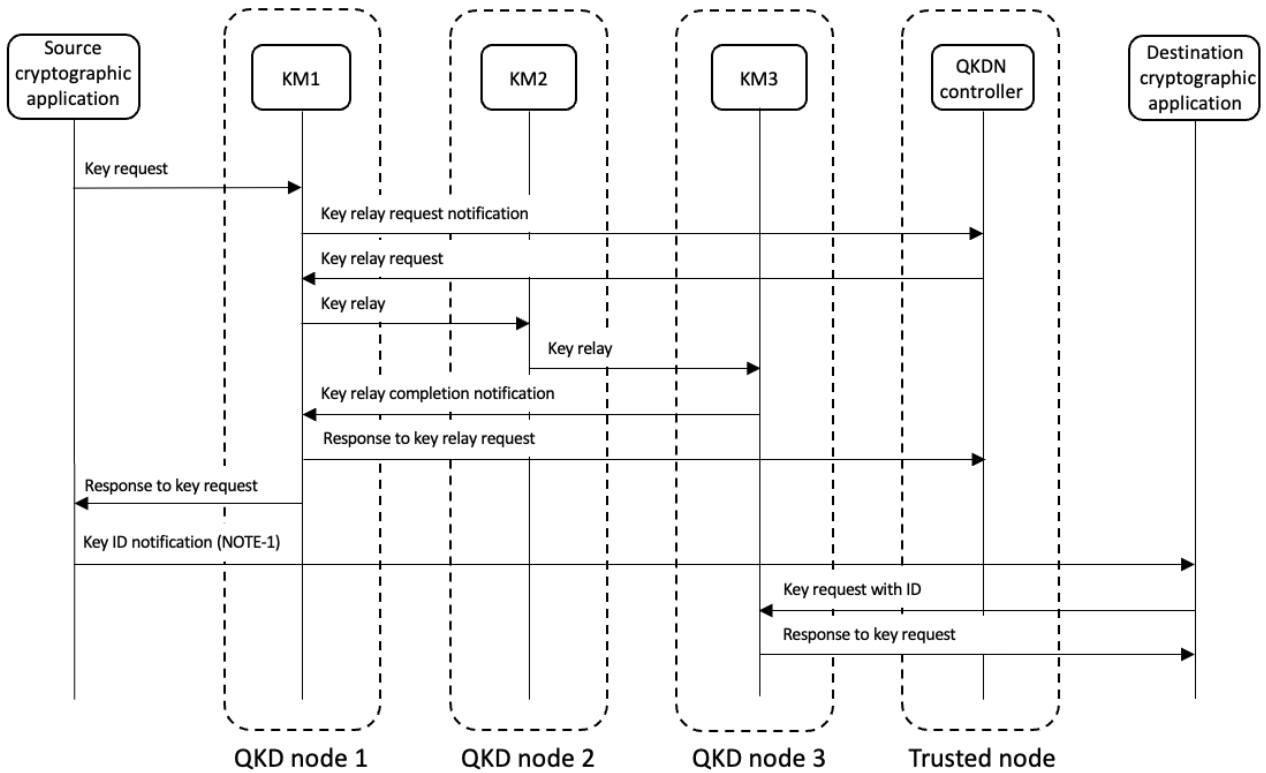 Source
cryptographic
application
KM1
KM2
KM3
QKDN
controller
Destination
cryptographic
application
Key request
Key relay request notification
Key relay request
Key relay
Key relay
Key relay completion notification
Response to key relay request
Response to key request
Key ID notification (NOTE-1)
Key request with ID
Response to key request
QKD node 1
QKD node 2
QKD node 3
Trusted node